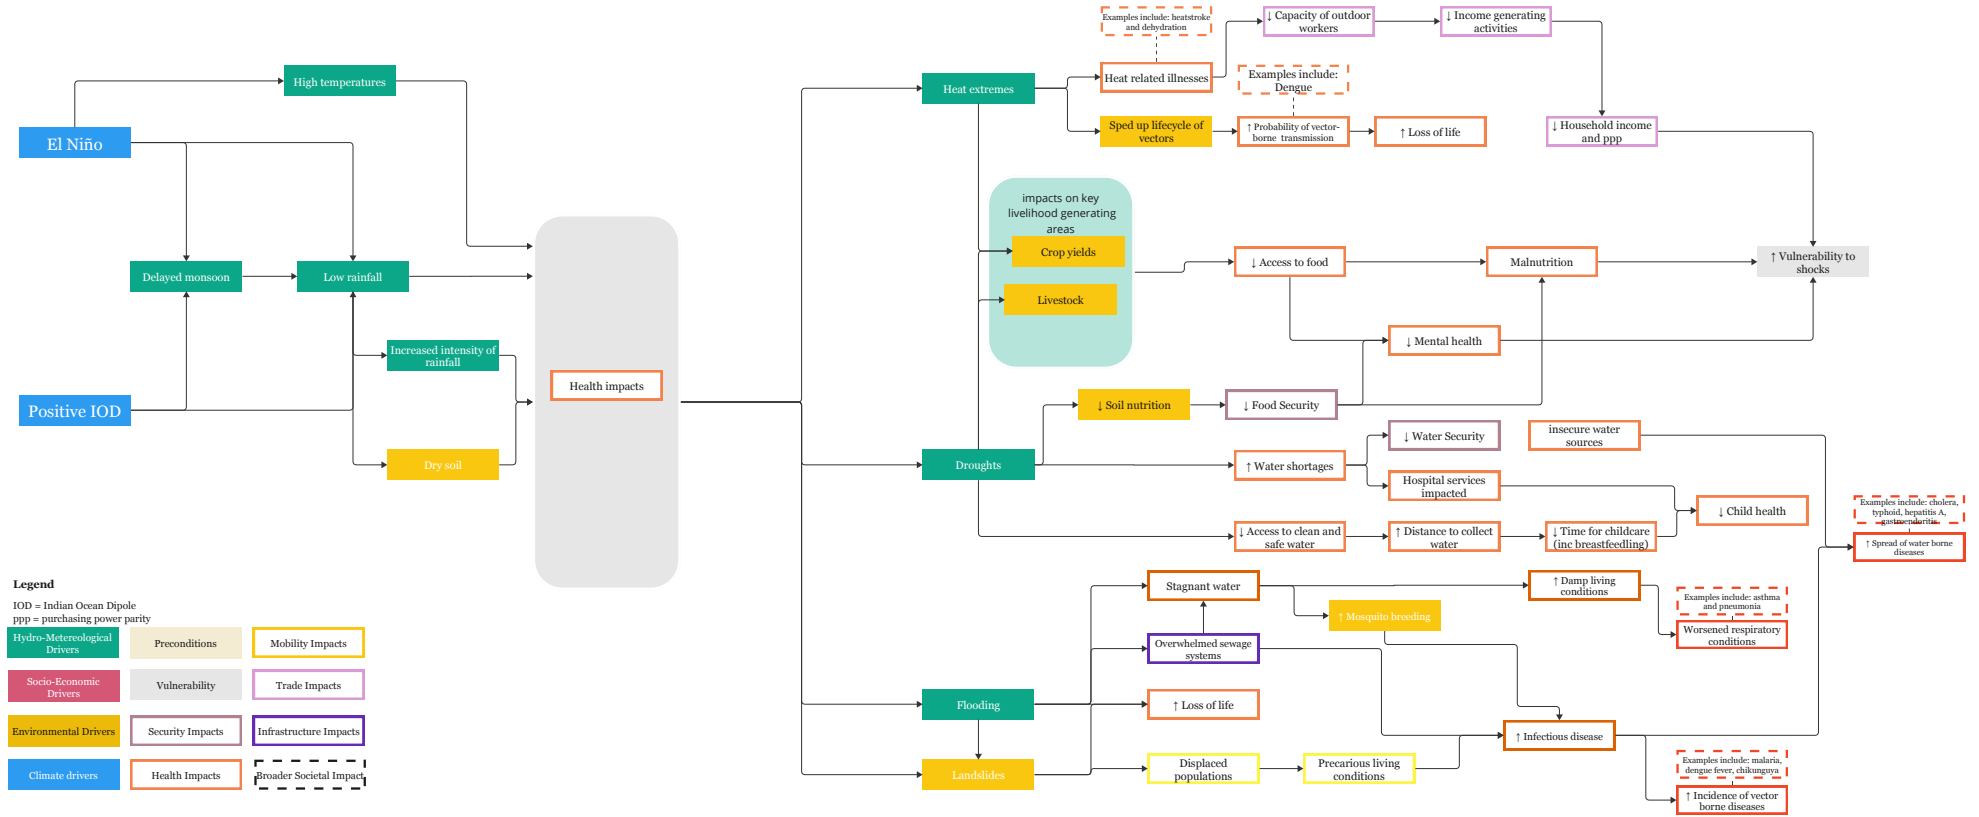 Examples include: heatstroke
and dehydration
↓ Capacity of outdoor
workers
↓ Income generating
activities
High temperatures
Heat extremes
Heat related illnesses
Examples include:
Dengue
El Niño
Sped up lifecycle of
vectors
↑ Probability of vector-
borne transmission
↑ Loss of life
↓ Household income
and ppp
impacts on key
livelihood generating
areas
Crop yields
Livestock
↓ Access to food
Malnutrition
↑ Vulnerability to
shocks
Delayed monsoon
Low rainfall
Increased intensity of
rainfall
↓ Mental health
Health impacts
Positive IOD
↓ Soil nutrition
↓ Food Security
↓ Water Security
insecure water
sources
Dry soil
Droughts
↑ Water shortages
Hospital services
impacted
↓ Child health
Examples include: cholera,
typhoid, hepatitis A,
gastroendoritis
↓ Access to clean and
safe water
↑ Distance to collect
water
↓ Time for childcare
(inc breastfeedling)
↑ Spread of water borne
diseases
Stagnant water
↑ Damp living
conditions
↑ Mosquito breeding
Examples include: asthma
and pneumonia
Worsened respiratory
conditions
Overwhelmed sewage
systems
Flooding
↑ Loss of life
↑ Infectious disease
Landslides
Displaced
populations
Precarious living
conditions
Examples include: malaria,
dengue fever, chikunguya
↑ Incidence of vector
borne diseases
Legend
IOD = Indian Ocean Dipole
ppp = purchasing power parity
Hydro-Metereological
Drivers
Preconditions
Mobility Impacts
Socio-Economic
Drivers
Vulnerability
Trade Impacts
Environmental Drivers
Security Impacts
Infrastructure Impacts
Climate drivers
Health Impacts
Broader Societal Impact